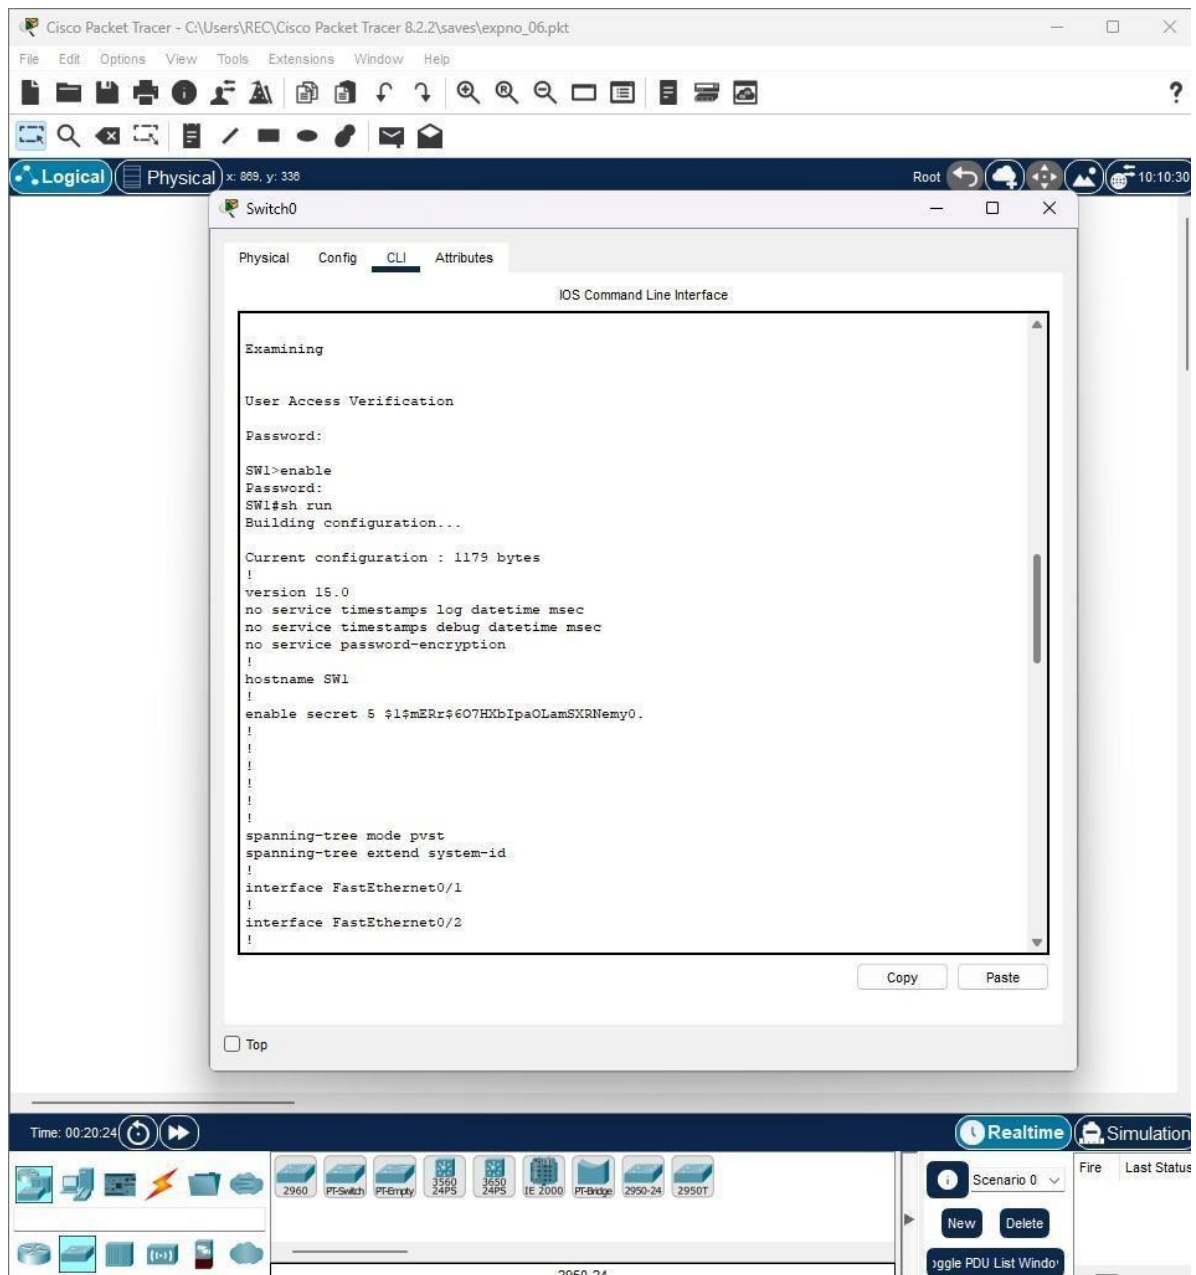 Cisco Packet Tracer - C:\Users\REC\Cisco Packet Tracer 8.2.2\saves\expno_06.pkt
File Edit Options View Tools Extensions Window Help
Logical Physical x: 869, y: 336 Root 10:10:30
Switch0
Physical Config CLI Attributes
IOS Command Line Interface
Examining
User Access Verification
Password:
SW1>enable
Password:
SW1#sh run
Building configuration...
Current configuration : 1179 bytes
!
version 15.0
no service timestamps log datetime msec
no service timestamps debug datetime msec
no service password-encryption
!
hostname SW1
!
enable secret 5 $1$mERr$6O7HXbIpaOLamSXRNemy0.
!
!
!
!
!
!
spanning-tree mode pvst
spanning-tree extend system-id
!
interface FastEthernet0/1
!
interface FastEthernet0/2
!
Copy Paste
Top
Time: 00:20:24 Realtime Simulation
2960 PT-Switch PT-Empty 3560 24PS 3650 24PS IE 2000 PT-Bridge 2950-24 2950T
Scenario 0 Fire Last Status
New Delete
oggle PDU List Windo
2950-24